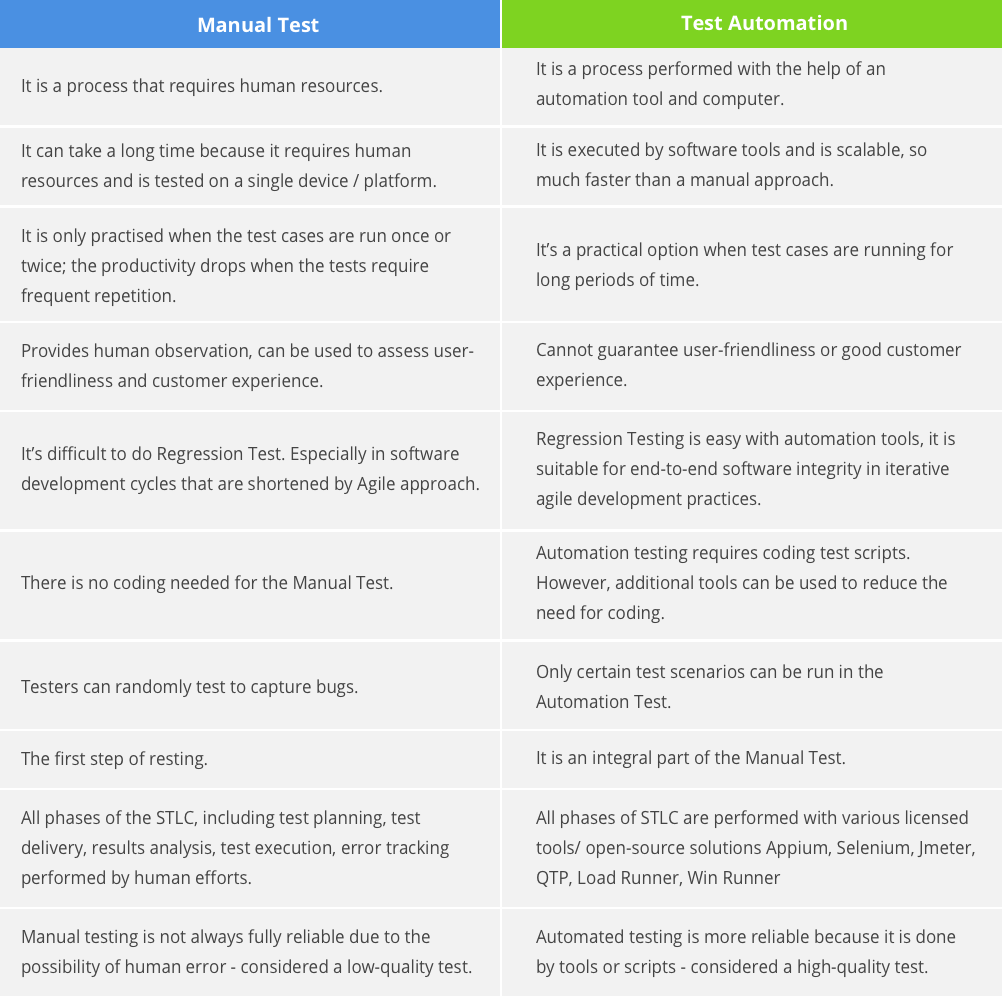 Manual Test
Test Automation
It is a process that requires human resources.
It is a process performed with the help of an
automation tool and computer.
It can take a long time because it requires human
resources and is tested on a single device / platform.
It is executed by software tools and is scalable, so
much faster than a manual approach.
It is only practised when the test cases are run once or
twice; the productivity drops when the tests require
frequent repetition.
It’s a practical option when test cases are running for
long periods of time.
Provides human observation, can be used to assess user-
friendliness and customer experience.
Cannot guarantee user-friendliness or good customer
experience.
It’s difficult to do Regression Test. Especially in software
development cycles that are shortened by Agile approach.
Regression Testing is easy with automation tools, it is
suitable for end-to-end software integrity in iterative
agile development practices.
There is no coding needed for the Manual Test.
Automation testing requires coding test scripts.
However, additional tools can be used to reduce the
need for coding.
Testers can randomly test to capture bugs.
Only certain test scenarios can be run in the
Automation Test.
The first step of resting.
It is an integral part of the Manual Test.
All phases of the STLC, including test planning, test
delivery, results analysis, test execution, error tracking
performed by human efforts.
All phases of STLC are performed with various licensed
tools/ open-source solutions Appium, Selenium, Jmeter,
QTP, Load Runner, Win Runner
Manual testing is not always fully reliable due to the
possibility of human error - considered a low-quality test.
Automated testing is more reliable because it is done
by tools or scripts - considered a high-quality test.